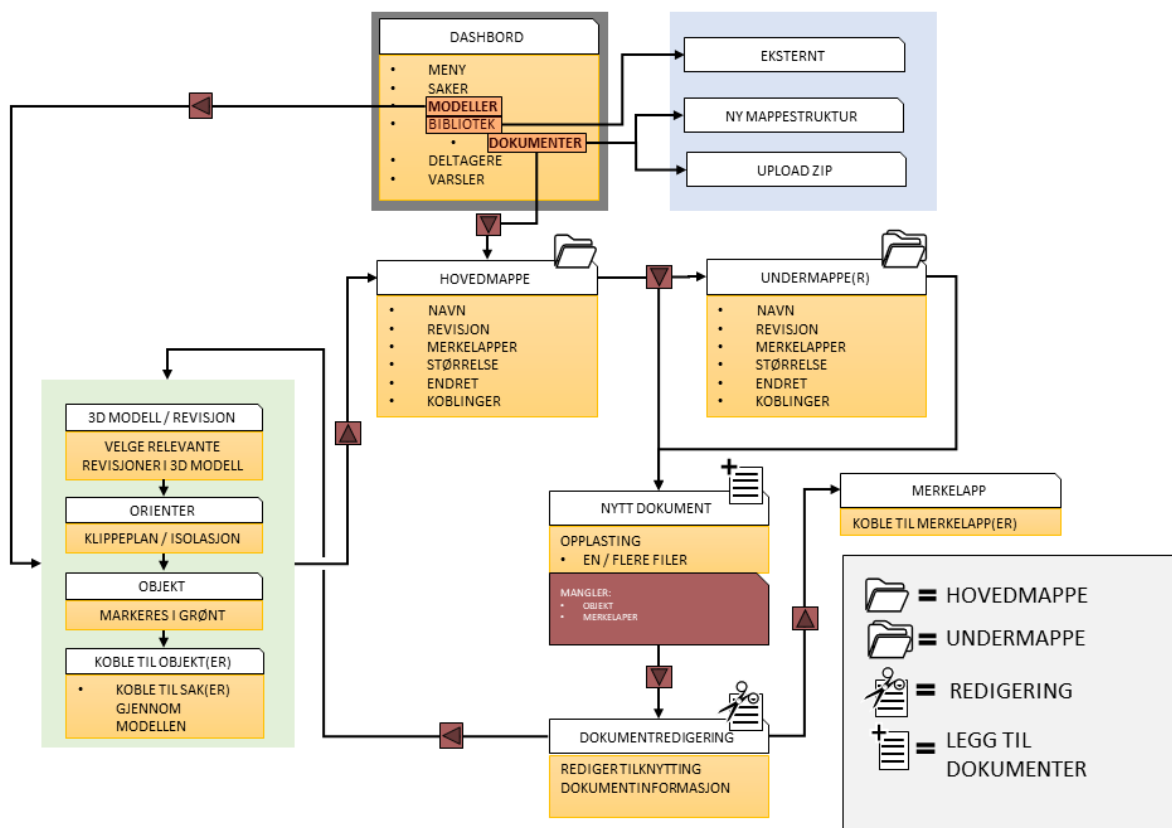 DASHBORD
• MENY
• SAKER
• MODELLER
• BIBLIOTEK
• DOKUMENTER
• DELTAGERE
• VARSLER
EKSTERNT
NY MAPPESTRUKTUR
UPLOAD ZIP
HOVEDMAPPE
• NAVN
• REVISJON
• MERKELAPPER
• STØRRELSE
• ENDRET
• KOBLINGER
UNDERMAPPE(R)
• NAVN
• REVISJON
• MERKELAPPER
• STØRRELSE
• ENDRET
• KOBLINGER
3D MODELL / REVISJON
VELGE RELEVANTE
REVISJONER I 3D MODELL
ORIENTER
KLIPPEPLAN / ISOLASJON
OBJEKT
MARKERES I GRØNT
KOBLE TIL OBJEKT(ER)
• KOBLE TIL SAK(ER)
GJENNOM
MODELLEN
NYTT DOKUMENT
OPPLASTING
• EN / FLERE FILER
MANGLER:
• OBJEKT
• MERKELAPER
DOKUMENTREDIGERING
REDIGER TILKNYTTING
DOKUMENTINFORMASJON
MERKELAPP
KOBLE TIL MERKELAPP(ER)
= HOVEDMAPPE
= UNDERMAPPE
= REDIGERING
= LEGG TIL
DOKUMENTER